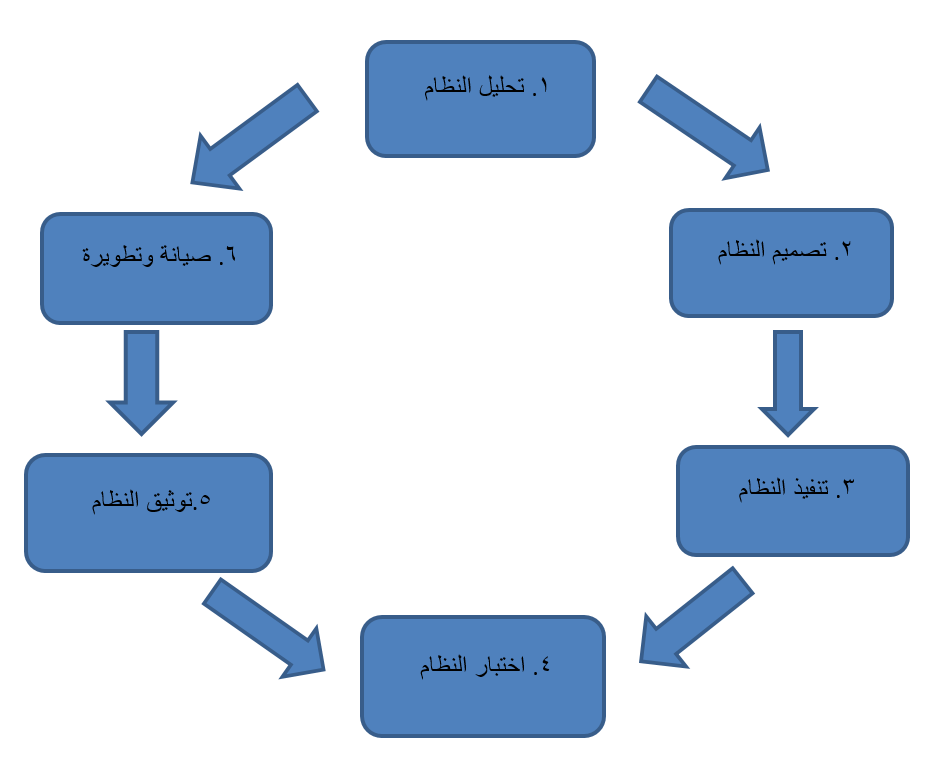 ١. تحليل النظام
٢. تصميم النظام
٣. تنفيذ النظام
٤. اختبار النظام
٥.توثيق النظام
٦. صيانة وتطويرة